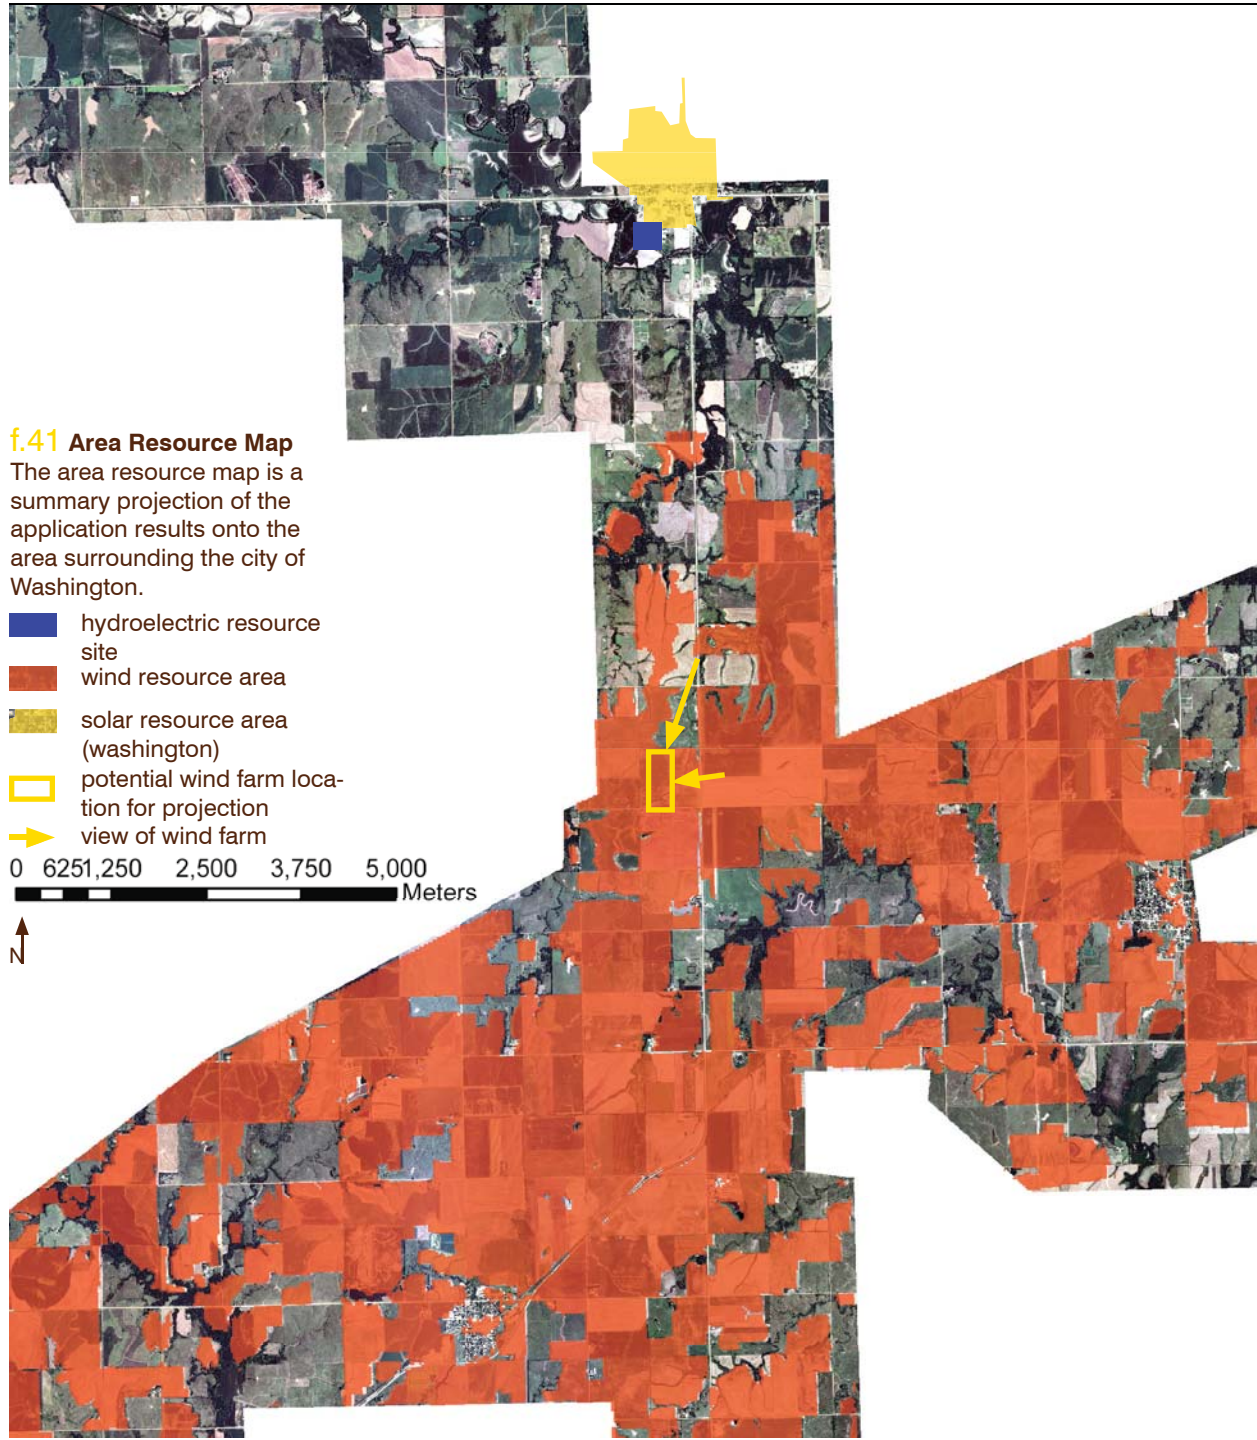 f.41 Area Resource Map
The area resource map is a
summary projection of the
application results onto the
area surrounding the city of
Washington.
hydroelectric resource
site
wind resource area
solar resource area
(washington)
potential wind farm loca-
tion for projection
view of wind farm
0 625 1,250 2,500 3,750 5,000
Meters
N